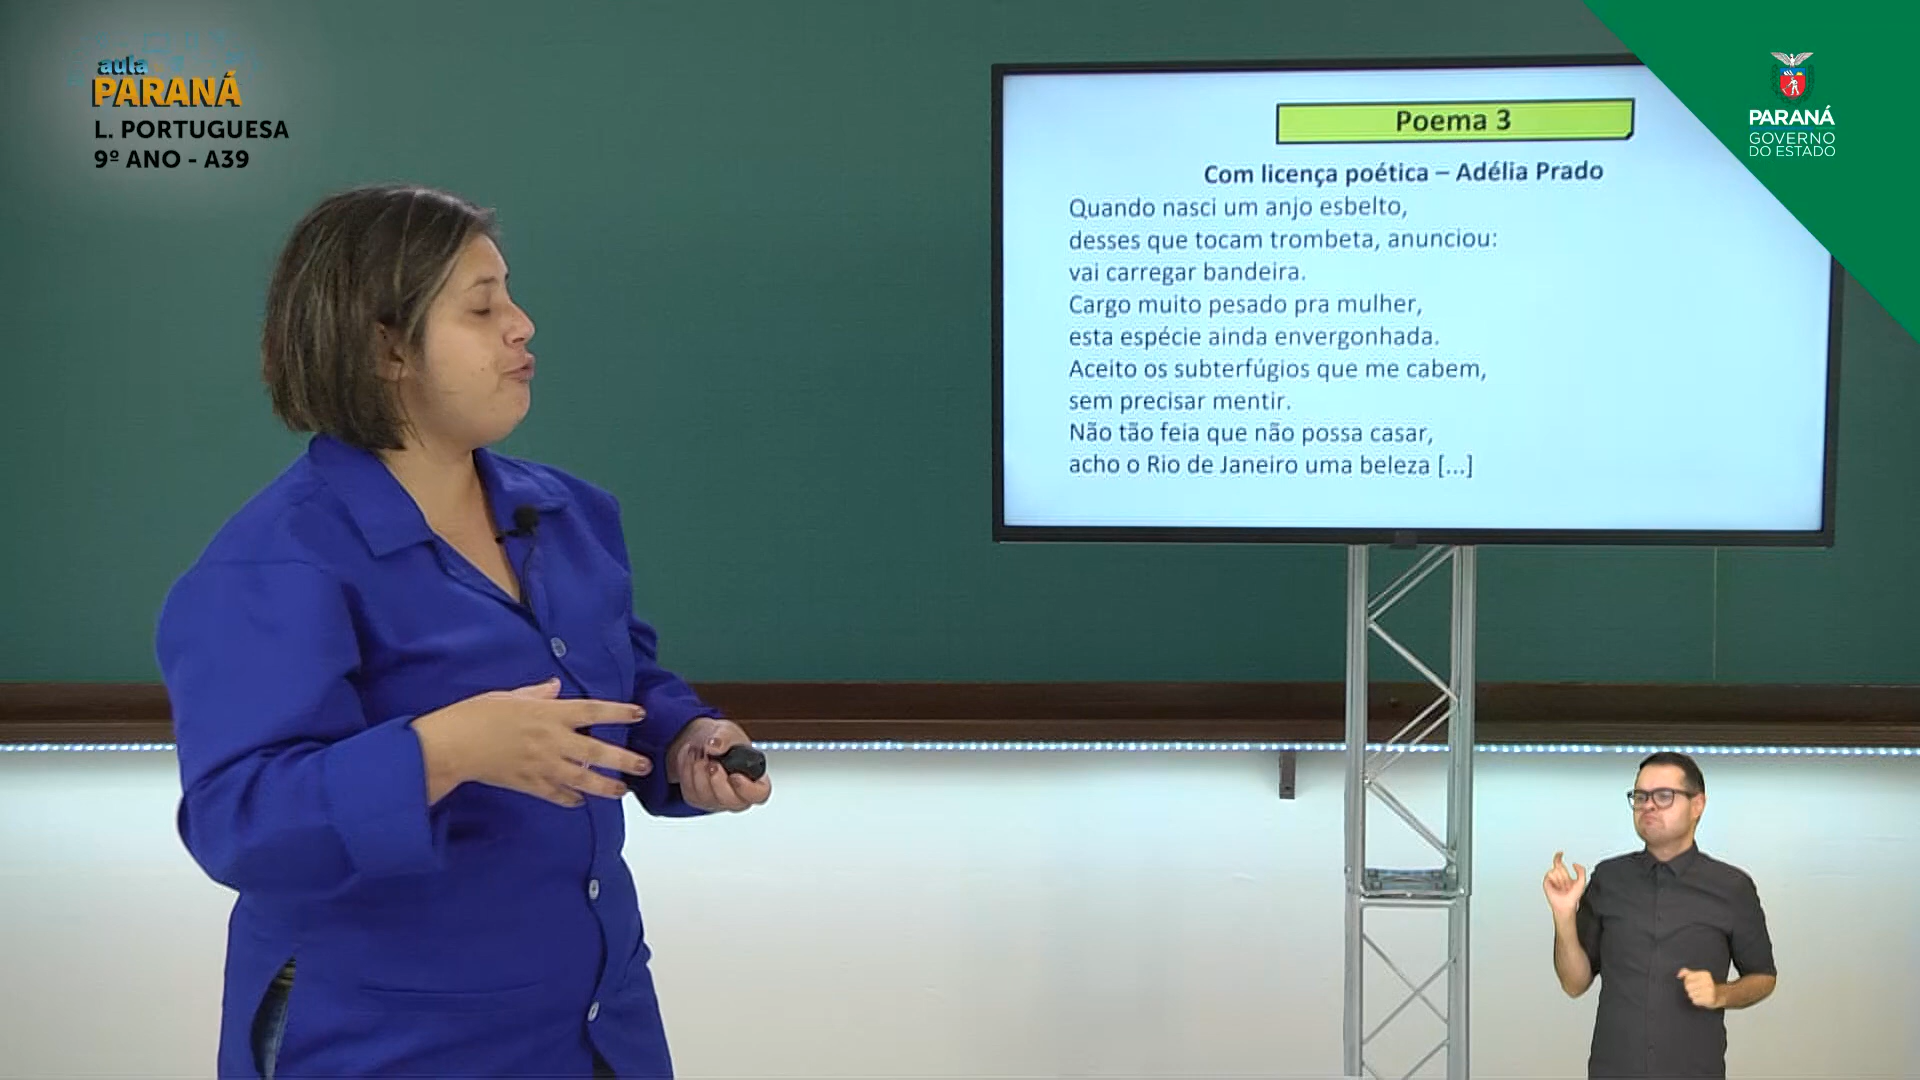 aula
PARANÁ
L. PORTUGUESA
9º ANO - A39
PARANÁ
GOVERNO
DO ESTADO
Poema 3
Com licença poética – Adélia Prado
Quando nasci um anjo esbelto,
desses que tocam trombeta, anunciou:
vai carregar bandeira.
Cargo muito pesado pra mulher,
esta espécie ainda envergonhada.
Aceito os subterfúgios que me cabem,
sem precisar mentir.
Não tão feia que não possa casar,
acho o Rio de Janeiro uma beleza [...]